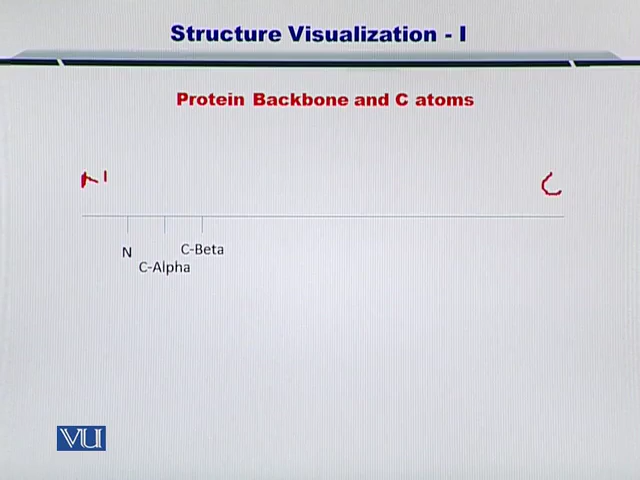 Structure Visualization - I
Protein Backbone and C atoms
N C
N
C-Alpha
C-Beta
VU